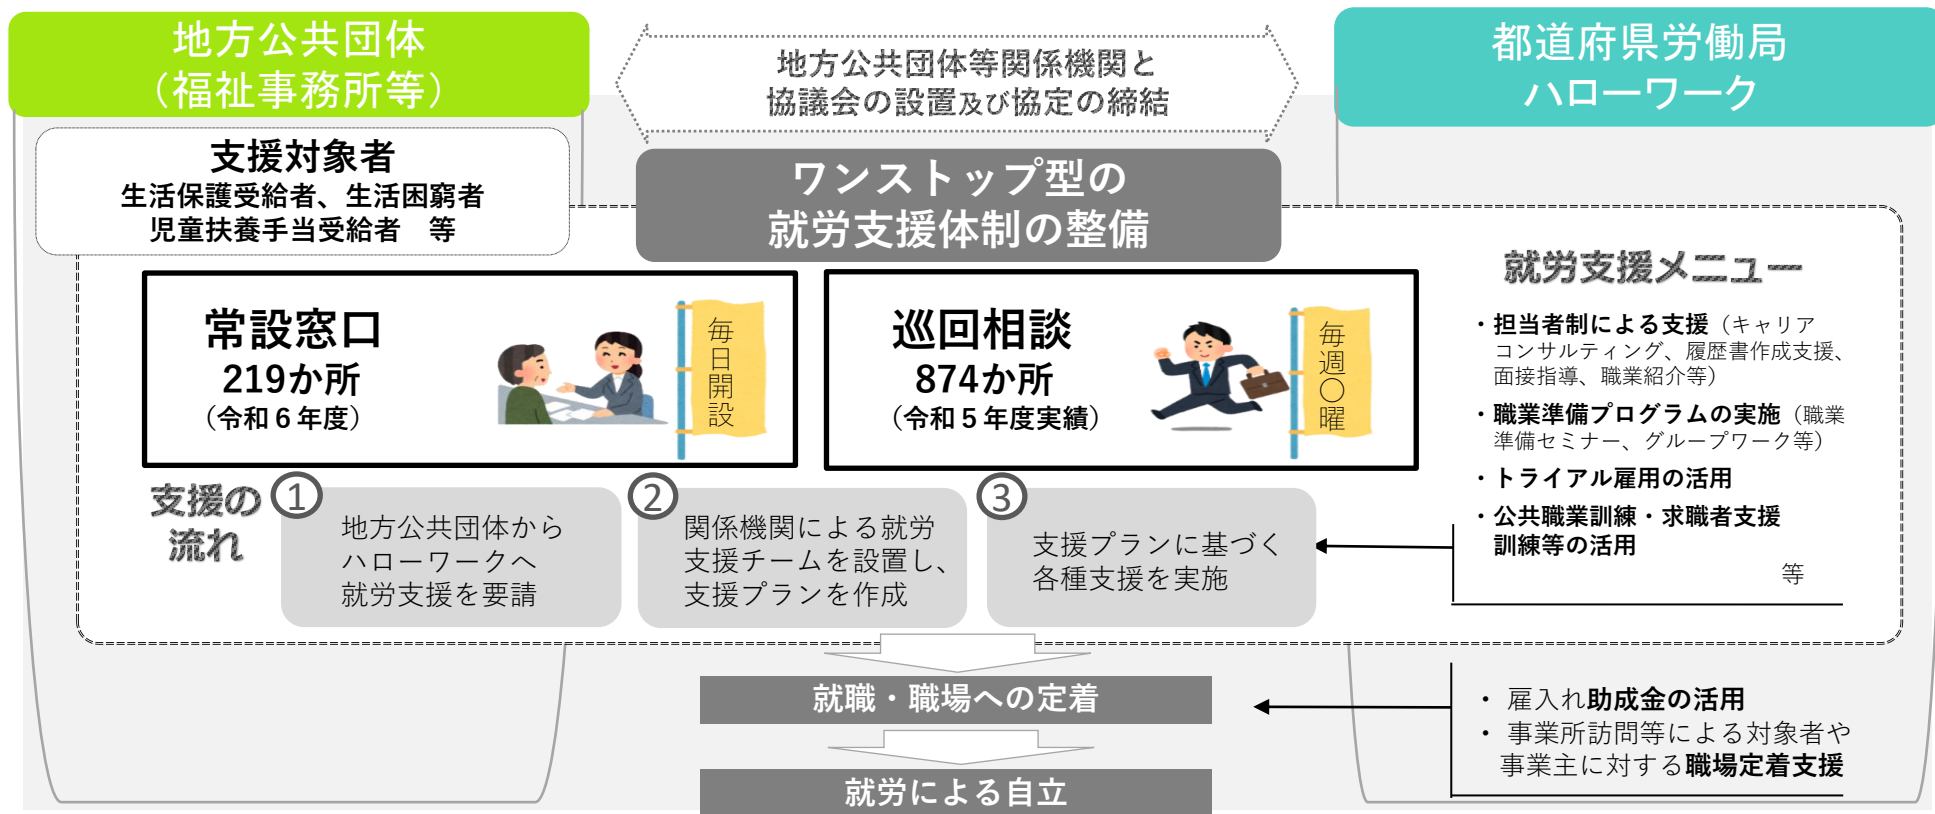 地方公共団体
（福祉事務所等）
地方公共団体等関係機関と
協議会の設置及び協定の締結
都道府県労働局
ハローワーク
支援対象者
生活保護受給者、生活困窮者
児童扶養手当受給者　等
ワンストップ型の
就労支援体制の整備
常設窓口
219か所
（令和６年度）
毎日開設
巡回相談
874か所
（令和５年度実績）
毎週〇曜
就労支援メニュー
・担当者制による支援（キャリア
コンサルティング、履歴書作成支援、
面接指導、職業紹介等）
・職業準備プログラムの実施（職業
準備セミナー、グループワーク等）
・トライアル雇用の活用
・公共職業訓練・求職者支援
訓練等の活用
等
支援の
流れ
①
地方公共団体から
ハローワークへ
就労支援を要請
②
関係機関による就労
支援チームを設置し、
支援プランを作成
③
支援プランに基づく
各種支援を実施
就職・職場への定着
・ 雇入れ助成金の活用
・ 事業所訪問等による対象者や
事業主に対する職場定着支援
就労による自立